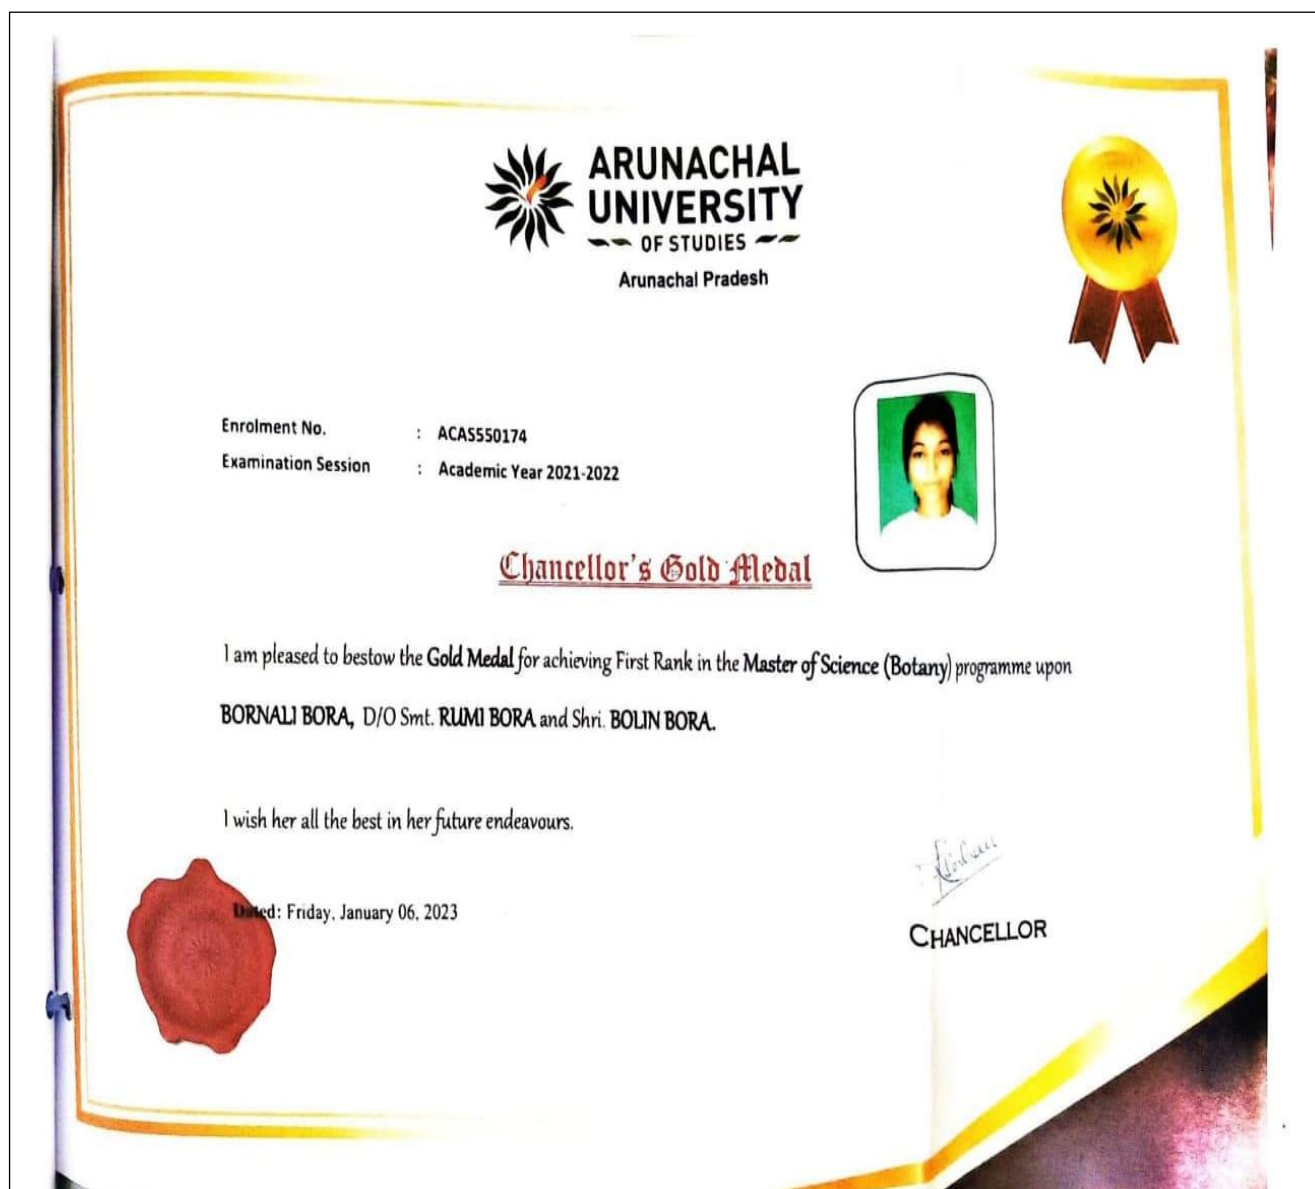 ARUNACHAL
UNIVERSITY
OF STUDIES
Arunachal Pradesh
Enrolment No. : ACAS550174
Examination Session : Academic Year 2021-2022
Chancellor's Gold Medal
I am pleased to bestow the Gold Medal for achieving First Rank in the Master of Science (Botany) programme upon
BORNALI BORA, D/O Smt. RUMI BORA and Shri. BOLIN BORA.
I wish her all the best in her future endeavours.
Dated: Friday, January 06, 2023
CHANCELLOR